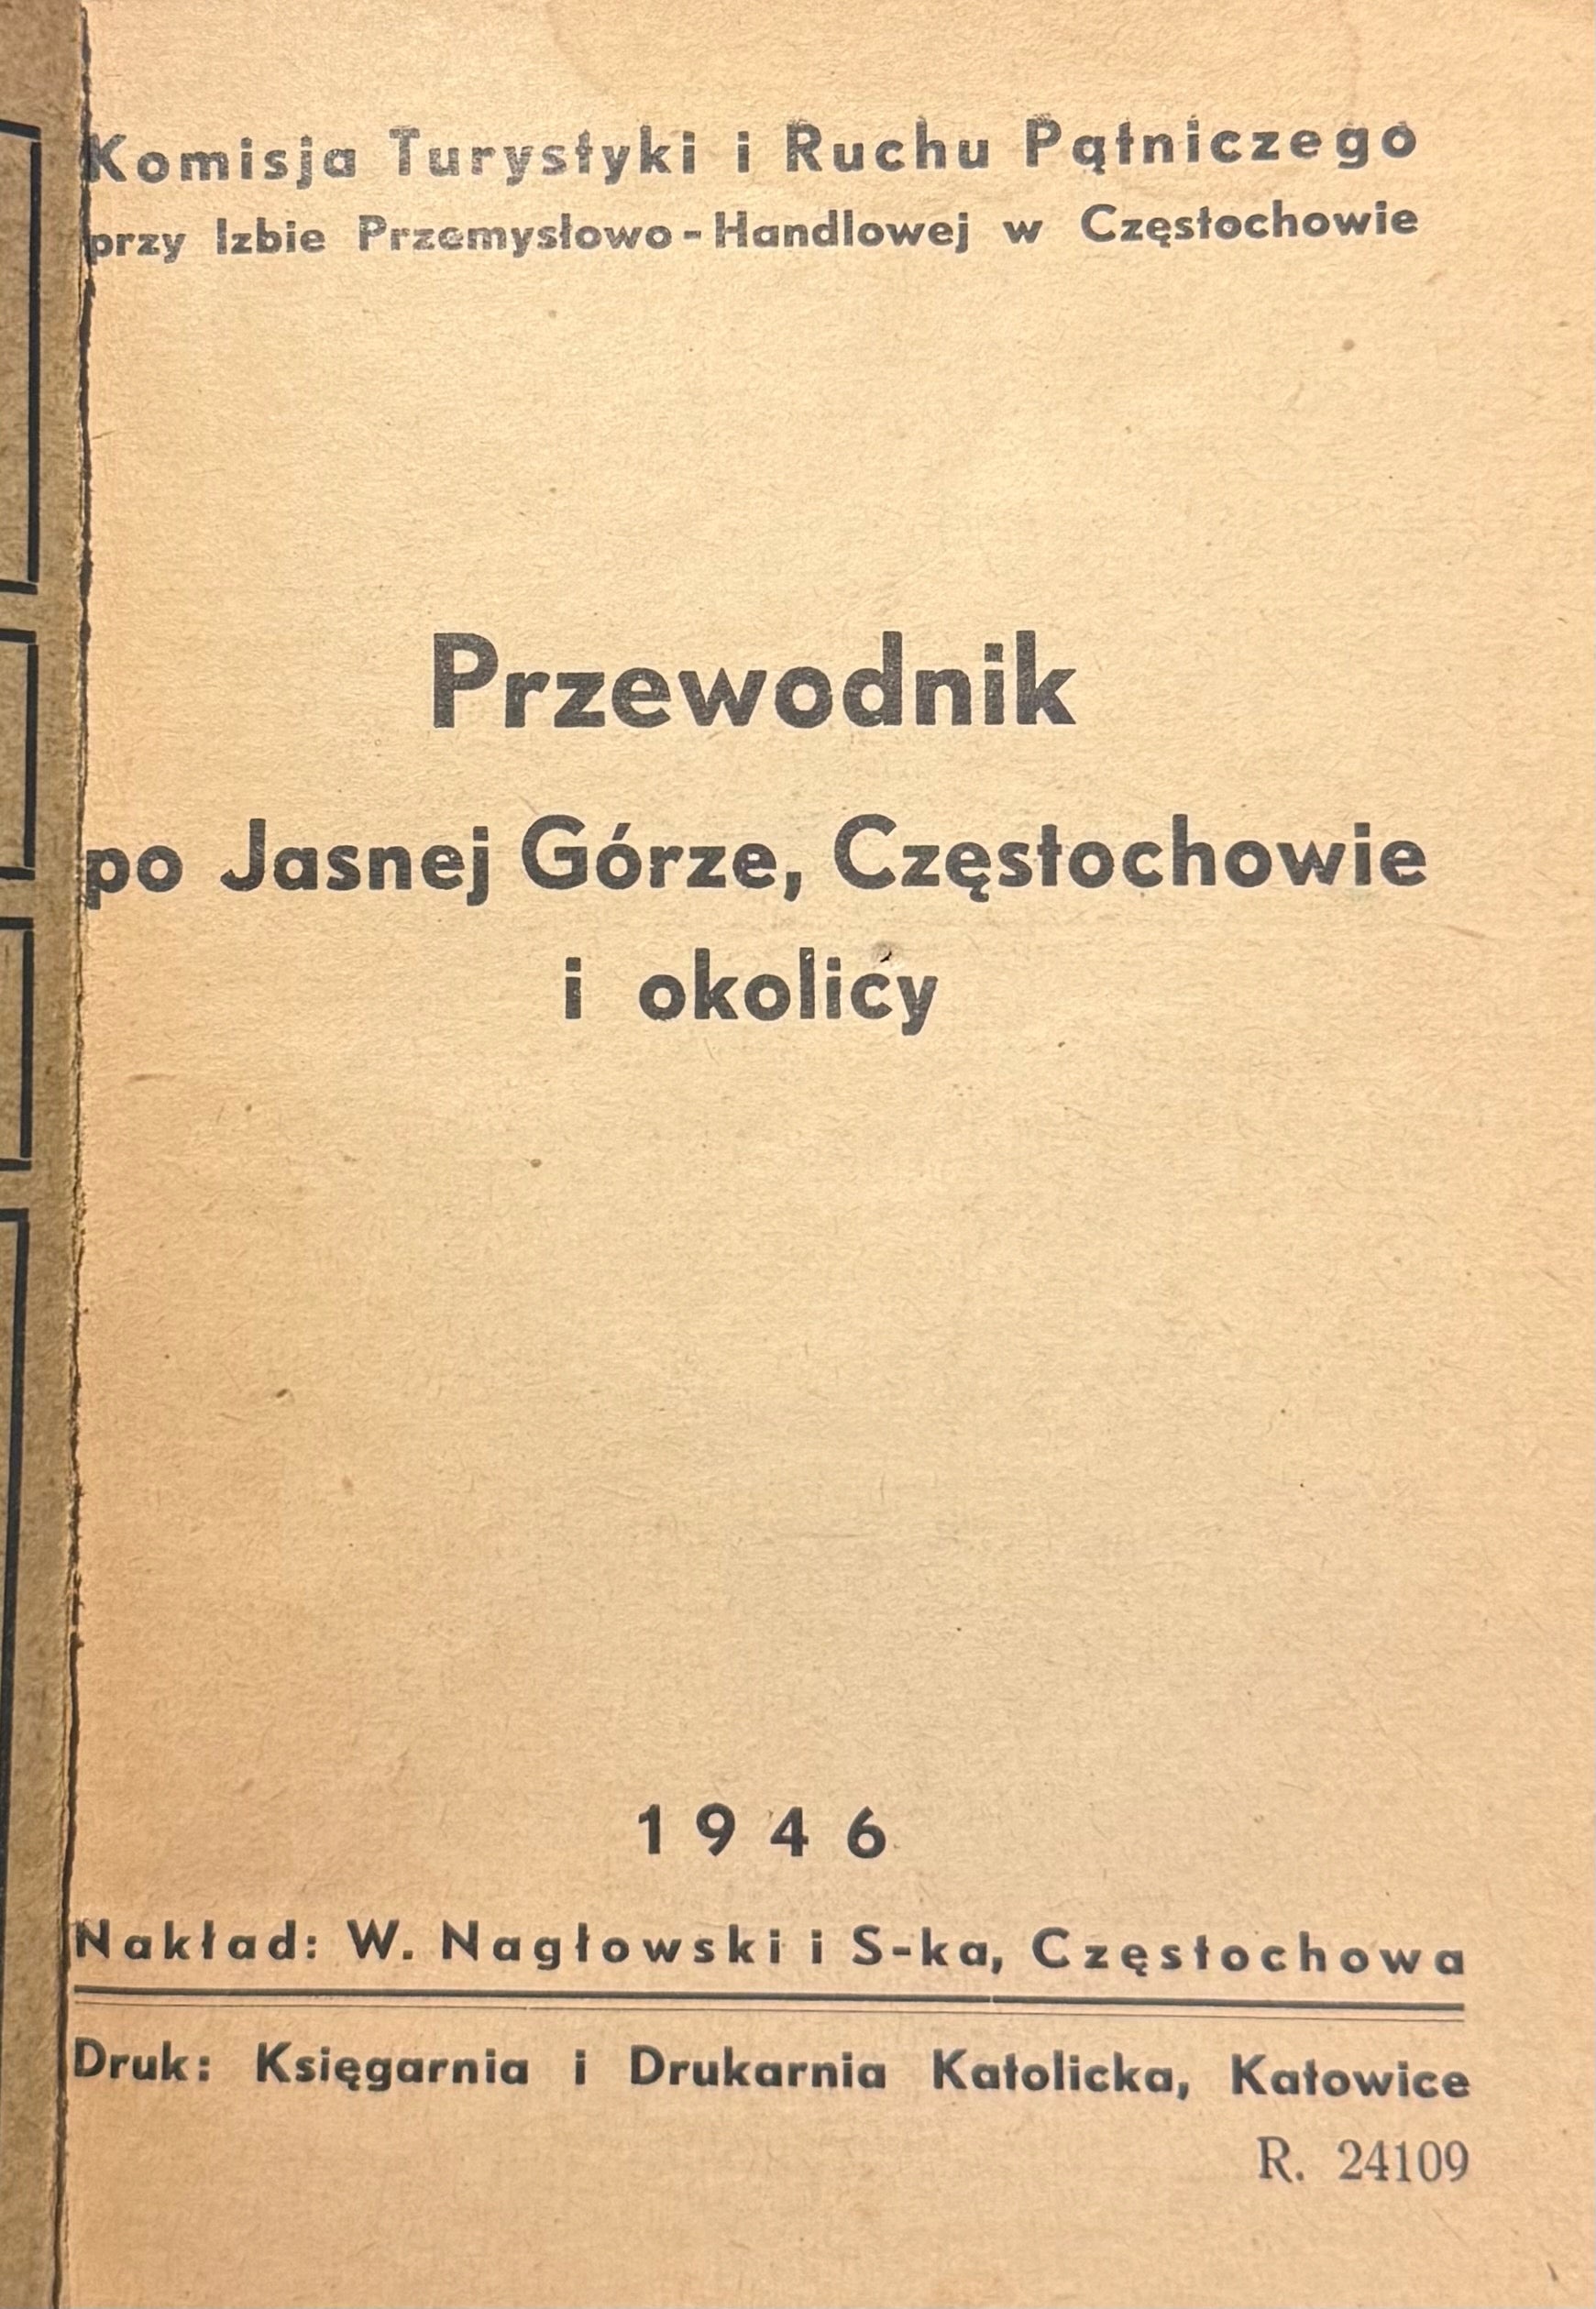 Komisja Turystyki i Ruchu Pątniczego
przy Izbie Przemysłowo-Handlowej w Częstochowie
Przewodnik
po Jasnej Górze, Częstochowie
i okolicy
1946
Nakład: W. Nagłowski i S-ka, Częstochowa
Druk: Księgarnia i Drukarnia Katolicka, Katowice
R. 24109